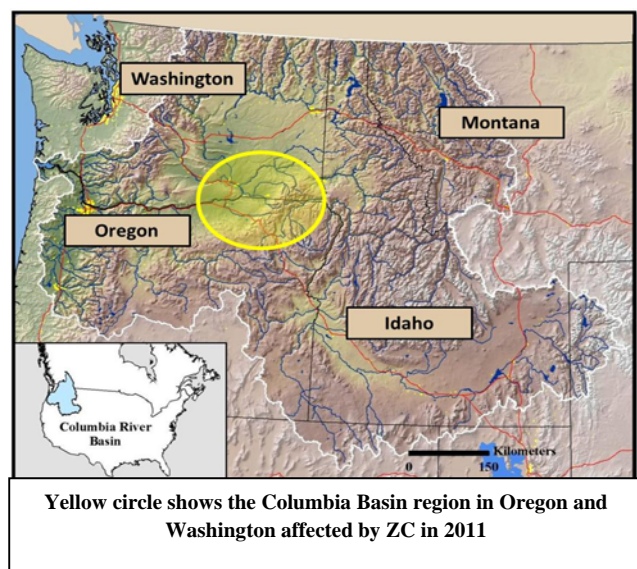 Washington
Montana
Oregon
Idaho
Columbia River
Basin
Kilometers
0 150
Yellow circle shows the Columbia Basin region in Oregon and
Washington affected by ZC in 2011